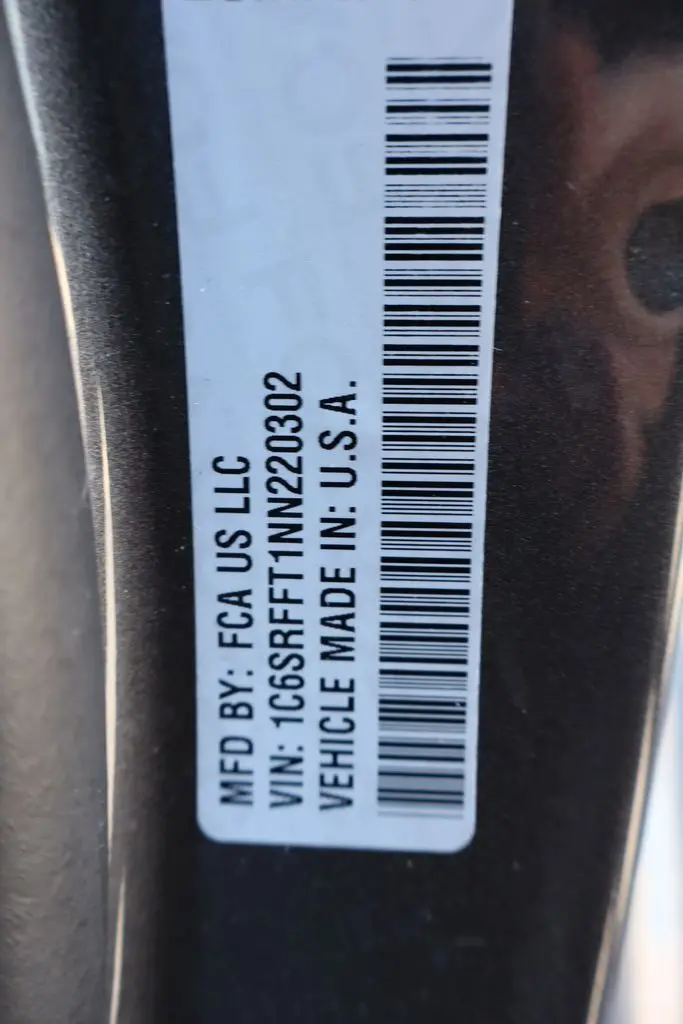 MFD BY: FCA US LLC
VIN: 1C6SRFFT1NN220302
VEHICLE MADE IN: U.S.A.